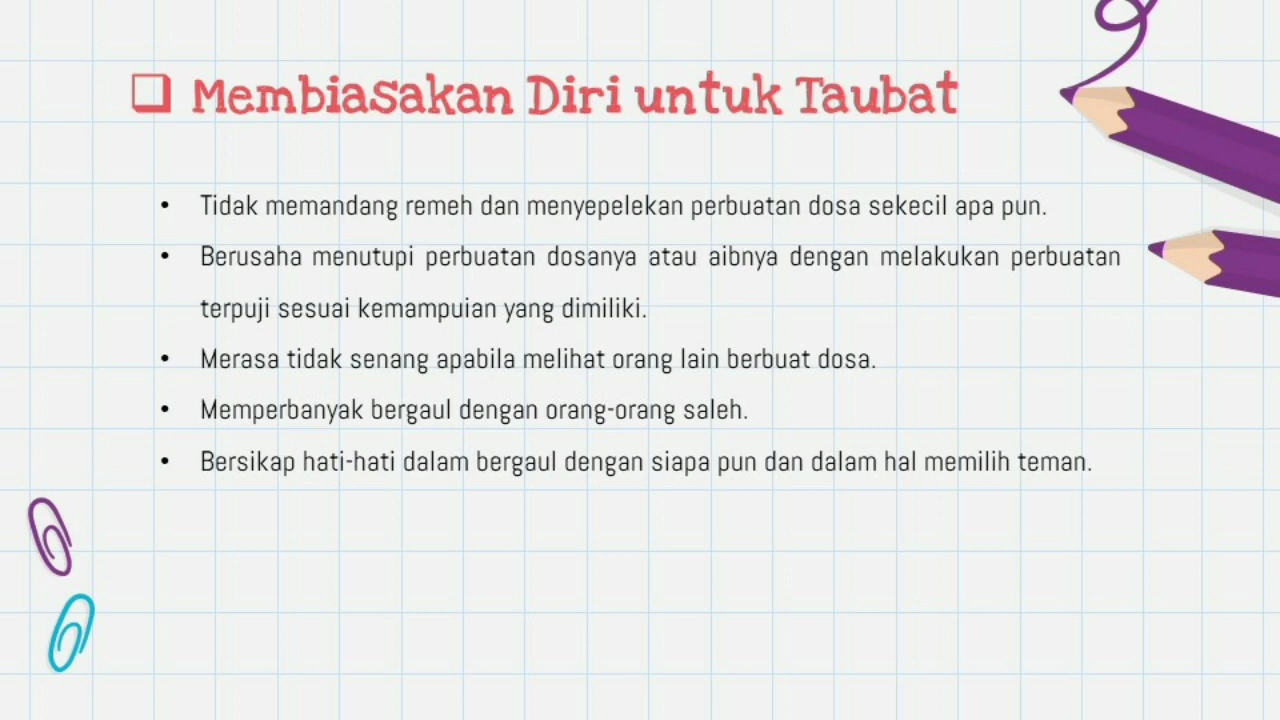 Membiasakan Diri untuk Taubat
• Tidak memandang remeh dan menyepelekan perbuatan dosa sekecil apa pun.
• Berusaha menutupi perbuatan dosanya atau aibnya dengan melakukan perbuatan
terpuji sesuai kemampuian yang dimiliki.
• Merasa tidak senang apabila melihat orang lain berbuat dosa.
• Memperbanyak bergaul dengan orang-orang saleh.
• Bersikap hati-hati dalam bergaul dengan siapa pun dan dalam hal memilih teman.